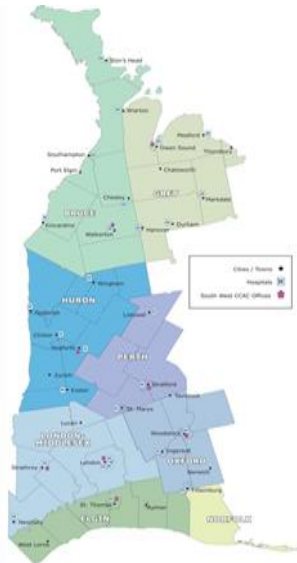 Lion's Head
Wiarton
Meaford
Owen Sound
Thornbury
Southampton
Chatsworth
Port Elgin
GREY
Chesley
Markdale
BRUCE
Durham
Kincardine
Walkerton
Hanover
Cities / Towns
Hospitals
South West CCAC Offices
Wingham
HURON
Goderich
Listowel
Clinton
Seaforth
PERTH
Zurich
Stratford
Exeter
Tavistock
St. Marys
Lucan
LONDON-
MIDDLESEX
Woodstock
Ingersoll
Strathroy
London
OXFORD
Norwich
Tillsonburg
St. Thomas
Aylmer
NORFOLK
Newbury
ELGIN
West Lorne